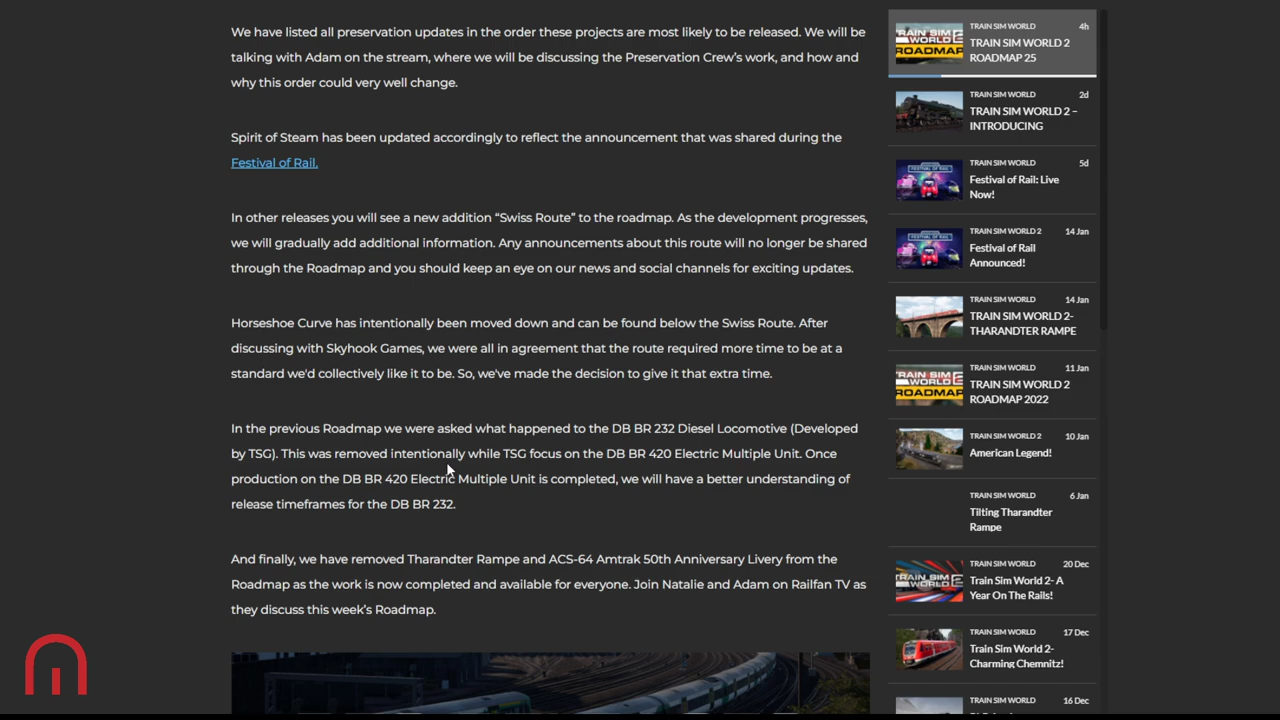 We have listed all preservation updates in the order these projects are most likely to be released. We will be
talking with Adam on the stream, where we will be discussing the Preservation Crew's work, and how and
why this order could very well change.
Spirit of Steam has been updated accordingly to reflect the announcement that was shared during the
Festival of Rail.
In other releases you will see a new addition “Swiss Route” to the roadmap. As the development progresses,
we will gradually add additional information. Any announcements about this route will no longer be shared
through the Roadmap and you should keep an eye on our news and social channels for exciting updates.
Horseshoe Curve has intentionally been moved down and can be found below the Swiss Route. After
discussing with Skyhook Games, we were all in agreement that the route required more time to be at a
standard we'd collectively like it to be. So, we've made the decision to give it that extra time.
In the previous Roadmap we were asked what happened to the DB BR 232 Diesel Locomotive (Developed
by TSG). This was removed intentionally while TSG focus on the DB BR 420 Electric Multiple Unit. Once
production on the DB BR 420 Electric Multiple Unit is completed, we will have a better understanding of
release timeframes for the DB BR 232.
And finally, we have removed Tharandter Rampe and ACS-64 Amtrak 50th Anniversary Livery from the
Roadmap as the work is now completed and available for everyone. Join Natalie and Adam on Railfan TV as
they discuss this week's Roadmap.
TRAIN SIM WORLD 4h
TRAIN SIM WORLD 2
ROADMAP 25
TRAIN SIM WORLD 2d
TRAIN SIM WORLD 2 –
INTRODUCING
TRAIN SIM WORLD 5d
Festival of Rail: Live
Now!
TRAIN SIM WORLD 2 14 Jan
Festival of Rail
Announced!
TRAIN SIM WORLD 14 Jan
TRAIN SIM WORLD 2-
THARANDTER RAMPE
TRAIN SIM WORLD 11 Jan
TRAIN SIM WORLD 2
ROADMAP 2022
TRAIN SIM WORLD 2 10 Jan
American Legend!
TRAIN SIM WORLD 6 Jan
Tilting Tharandter
Rampe
TRAIN SIM WORLD 20 Dec
Train Sim World 2- A
Year On The Rails!
TRAIN SIM WORLD 17 Dec
Train Sim World 2-
Charming Chemnitz!
TRAIN SIM WORLD 16 Dec